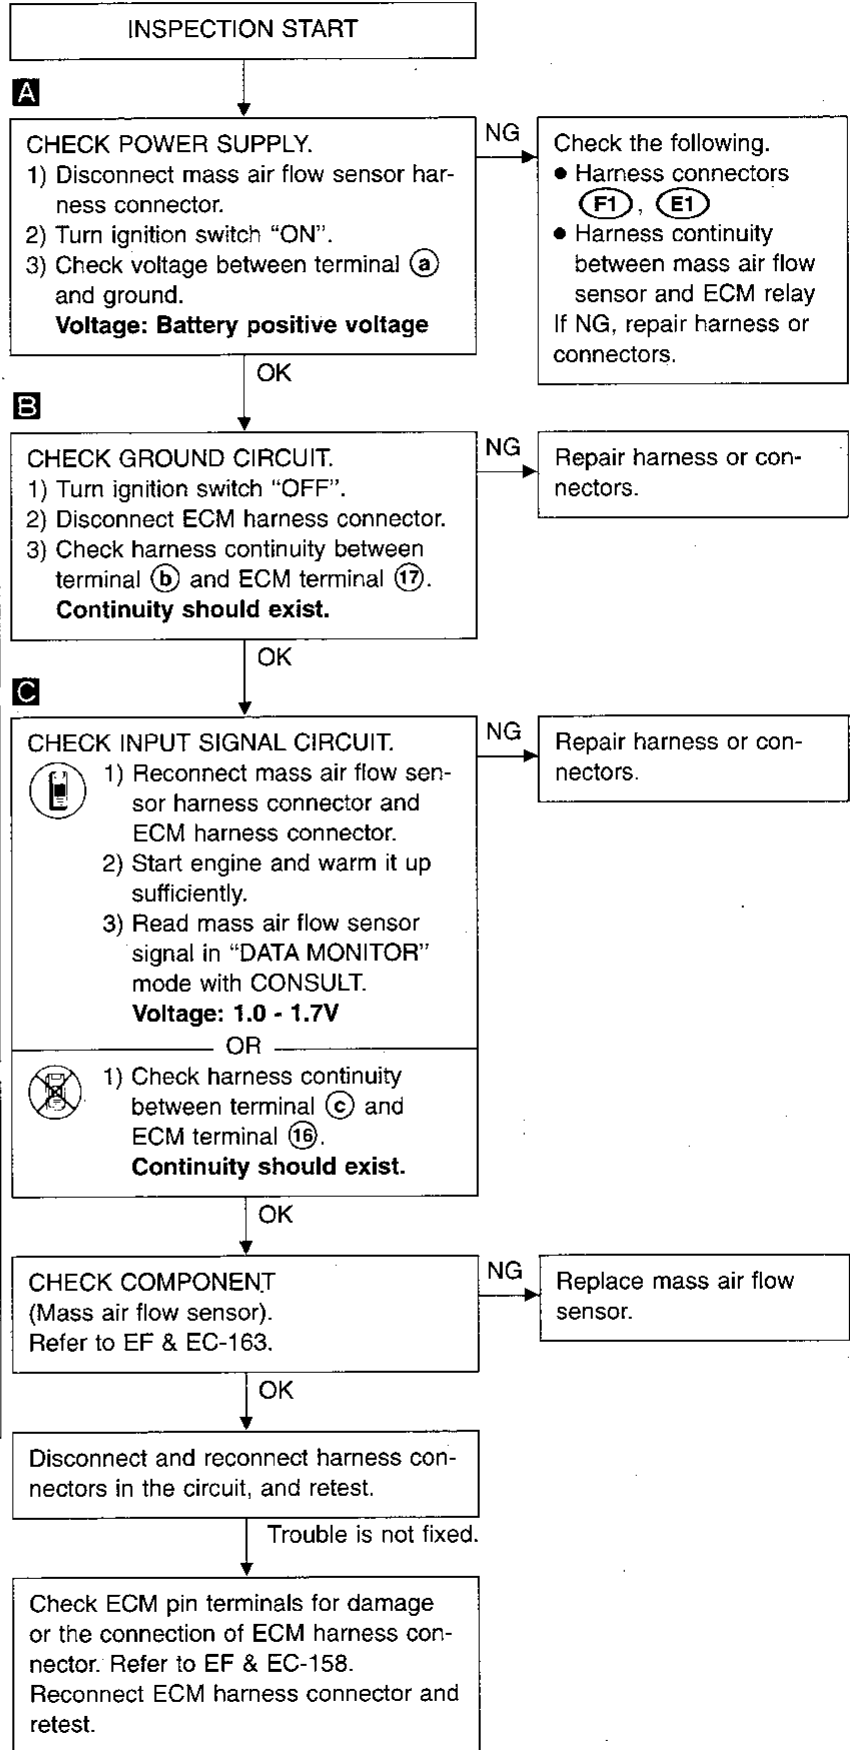 INSPECTION START
A
CHECK POWER SUPPLY.
1) Disconnect mass air flow sensor har-
ness connector.
2) Turn ignition switch “ON”.
3) Check voltage between terminal ⓐ
and ground.
Voltage: Battery positive voltage
NG
Check the following.
● Harness connectors
F1, E1
● Harness continuity
between mass air flow
sensor and ECM relay
If NG, repair harness or
connectors.
OK
B
CHECK GROUND CIRCUIT.
1) Turn ignition switch “OFF”.
2) Disconnect ECM harness connector.
3) Check harness continuity between
terminal ⓑ and ECM terminal ⑰.
Continuity should exist.
NG
Repair harness or con-
nectors.
OK
C
CHECK INPUT SIGNAL CIRCUIT.
1) Reconnect mass air flow sen-
sor harness connector and
ECM harness connector.
2) Start engine and warm it up
sufficiently.
3) Read mass air flow sensor
signal in “DATA MONITOR”
mode with CONSULT.
Voltage: 1.0 - 1.7V
OR
1) Check harness continuity
between terminal ⓒ and
ECM terminal ⑯.
Continuity should exist.
NG
Repair harness or con-
nectors.
OK
CHECK COMPONENT
(Mass air flow sensor).
Refer to EF & EC-163.
NG
Replace mass air flow
sensor.
OK
Disconnect and reconnect harness con-
nectors in the circuit, and retest.
Trouble is not fixed.
Check ECM pin terminals for damage
or the connection of ECM harness con-
nector. Refer to EF & EC-158.
Reconnect ECM harness connector and
retest.